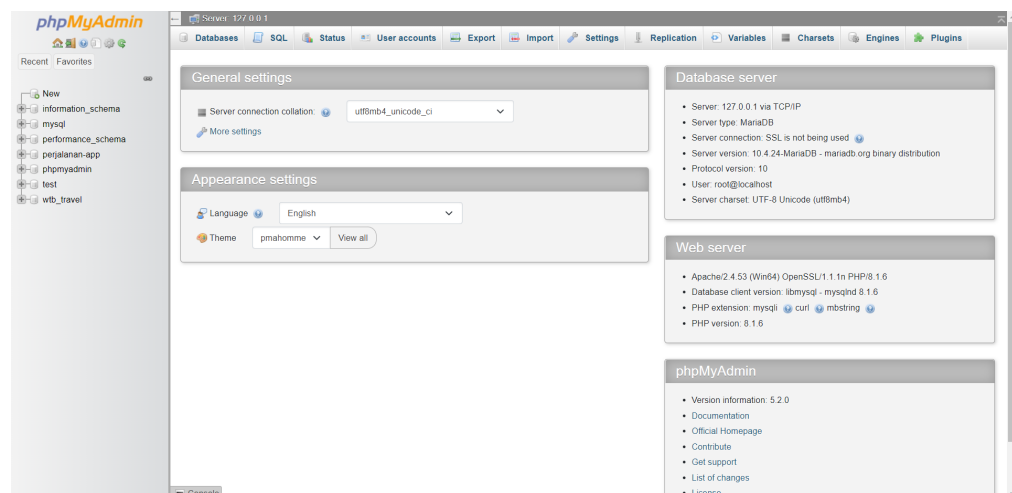 phpMyAdmin
Recent Favorites
New
information_schema
mysql
performance_schema
perjalanan-app
phpmyadmin
test
wtb_travel
Server: 127.0.0.1
Databases SQL Status User accounts Export Import Settings Replication Variables Charsets Engines Plugins
General settings
Server connection collation: utf8mb4_unicode_ci
More settings
Appearance settings
Language English
Theme pmahomme View all
Database server
Server: 127.0.0.1 via TCP/IP
Server type: MariaDB
Server connection: SSL is not being used
Server version: 10.4.24-MariaDB - mariadb.org binary distribution
Protocol version: 10
User: root@localhost
Server charset: UTF-8 Unicode (utf8mb4)
Web server
Apache/2.4.53 (Win64) OpenSSL/1.1.1n PHP/8.1.6
Database client version: libmysql - mysqlnd 8.1.6
PHP extension: mysqli curl mbstring
PHP version: 8.1.6
phpMyAdmin
Version information: 5.2.0
Documentation
Official Homepage
Contribute
Get support
List of changes
License
Console